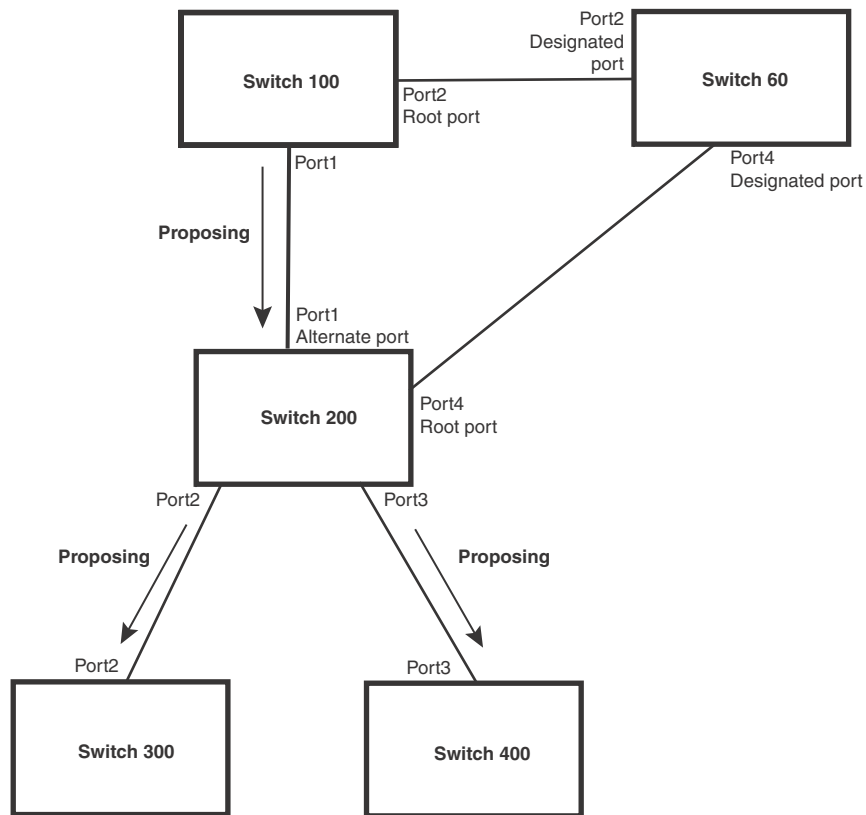 Port2
Designated
port
Switch 100
Switch 60
Port2
Root port
Port1
Port4
Designated port
Proposing
Port1
Alternate port
Port4
Root port
Switch 200
Port2
Port3
Proposing
Proposing
Port2
Port3
Switch 300
Switch 400